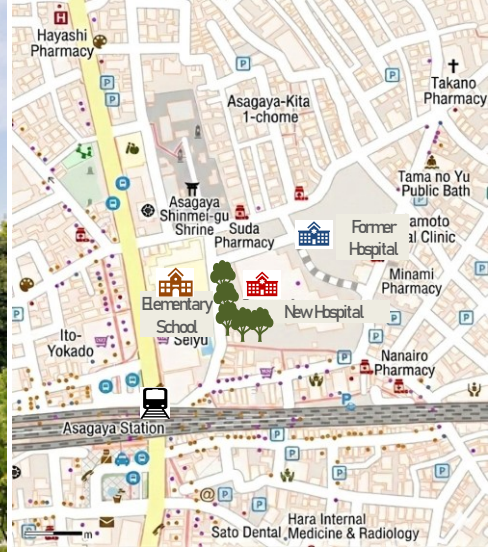 Hayashi
Pharmacy
Takano
Pharmacy
Asagaya-Kita
1-chome
Tama no Yu
Public Bath
Asagaya
Shinmei-gu
Shrine
Suda
Pharmacy
Former
Hospital
amoto
al Clinic
Minami
Pharmacy
Elementary
School
New Hospital
Seiyu
Ito-
Yokado
Nanairo
Pharmacy
Asagaya Station
Hara Internal
Sato Dental
Medicine & Radiology
m